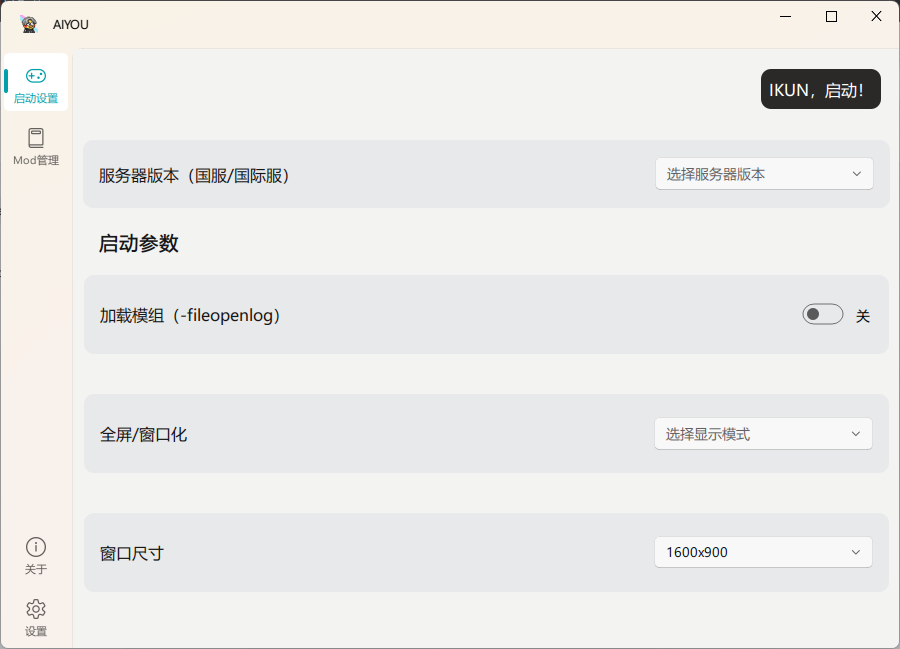 AIYOU
启动设置
Mod管理
IKUN，启动！
服务器版本（国服/国际服）
选择服务器版本
启动参数
加载模组（-fileopenlog）
关
全屏/窗口化
选择显示模式
窗口尺寸
1600x900
关于
设置